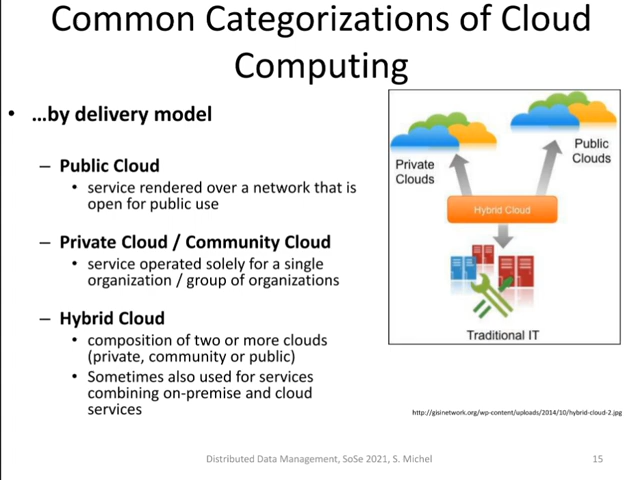 Common Categorizations of Cloud
Computing
• …by delivery model
– Public Cloud
• service rendered over a network that is
open for public use
– Private Cloud / Community Cloud
• service operated solely for a single
organization / group of organizations
– Hybrid Cloud
• composition of two or more clouds
(private, community or public)
• Sometimes also used for services
combining on-premise and cloud
services
Private
Clouds
Public
Clouds
Hybrid Cloud
Traditional IT
http://gisinetwork.org/wp-content/uploads/2014/10/hybrid-cloud-2.jpg
Distributed Data Management, SoSe 2021, S. Michel
15